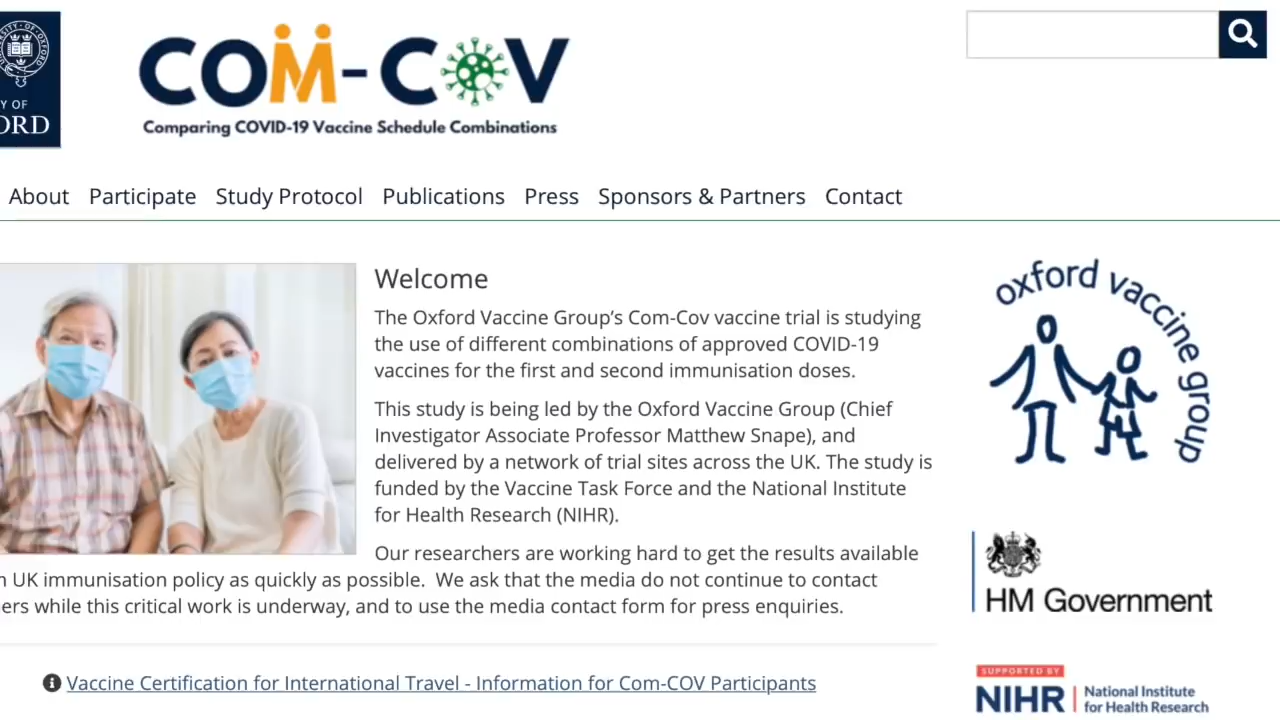 Y OF
ORD
COM-COV
Comparing COVID-19 Vaccine Schedule Combinations
About Participate Study Protocol Publications Press Sponsors & Partners Contact
Welcome
The Oxford Vaccine Group’s Com-Cov vaccine trial is studying
the use of different combinations of approved COVID-19
vaccines for the first and second immunisation doses.
This study is being led by the Oxford Vaccine Group (Chief
Investigator Associate Professor Matthew Snape), and
delivered by a network of trial sites across the UK. The study is
funded by the Vaccine Task Force and the National Institute
for Health Research (NIHR).
Our researchers are working hard to get the results available
UK immunisation policy as quickly as possible. We ask that the media do not continue to contact
ers while this critical work is underway, and to use the media contact form for press enquiries.
Vaccine Certification for International Travel - Information for Com-COV Participants
oxford vaccine group
HM Government
SUPPORTED BY
NIHR | National Institute
for Health Research